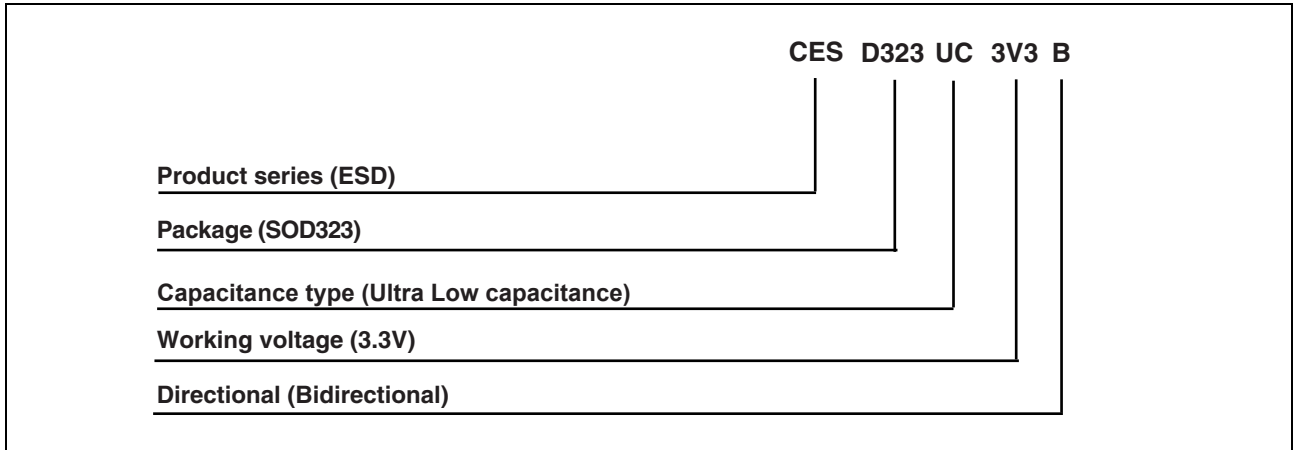 CES D323 UC 3V3 B
Product series (ESD)
Package (SOD323)
Capacitance type (Ultra Low capacitance)
Working voltage (3.3V)
Directional (Bidirectional)